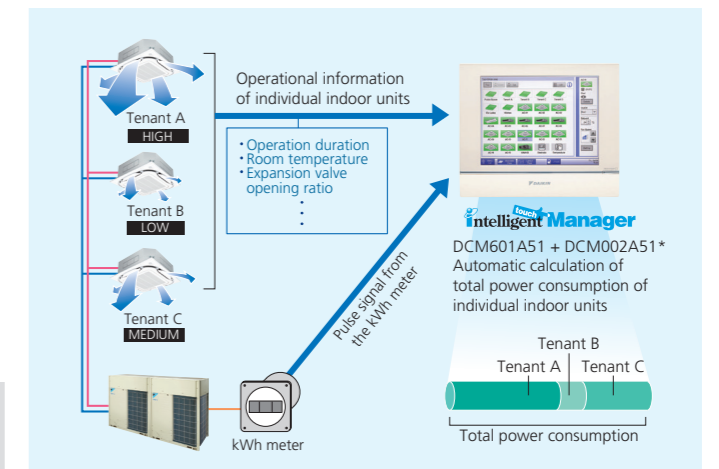 Tenant A
HIGH
Tenant B
LOW
Tenant C
MEDIUM
Operational information
of individual indoor units
・Operation duration
・Room temperature
・Expansion valve
opening ratio
Pulse signal from
the kWh meter
kWh meter
DAIKIN
intelligent touch Manager
DCM601A51 + DCM002A51*
Automatic calculation of
total power consumption of
individual indoor units
Tenant B
Tenant A
Tenant C
Total power consumption